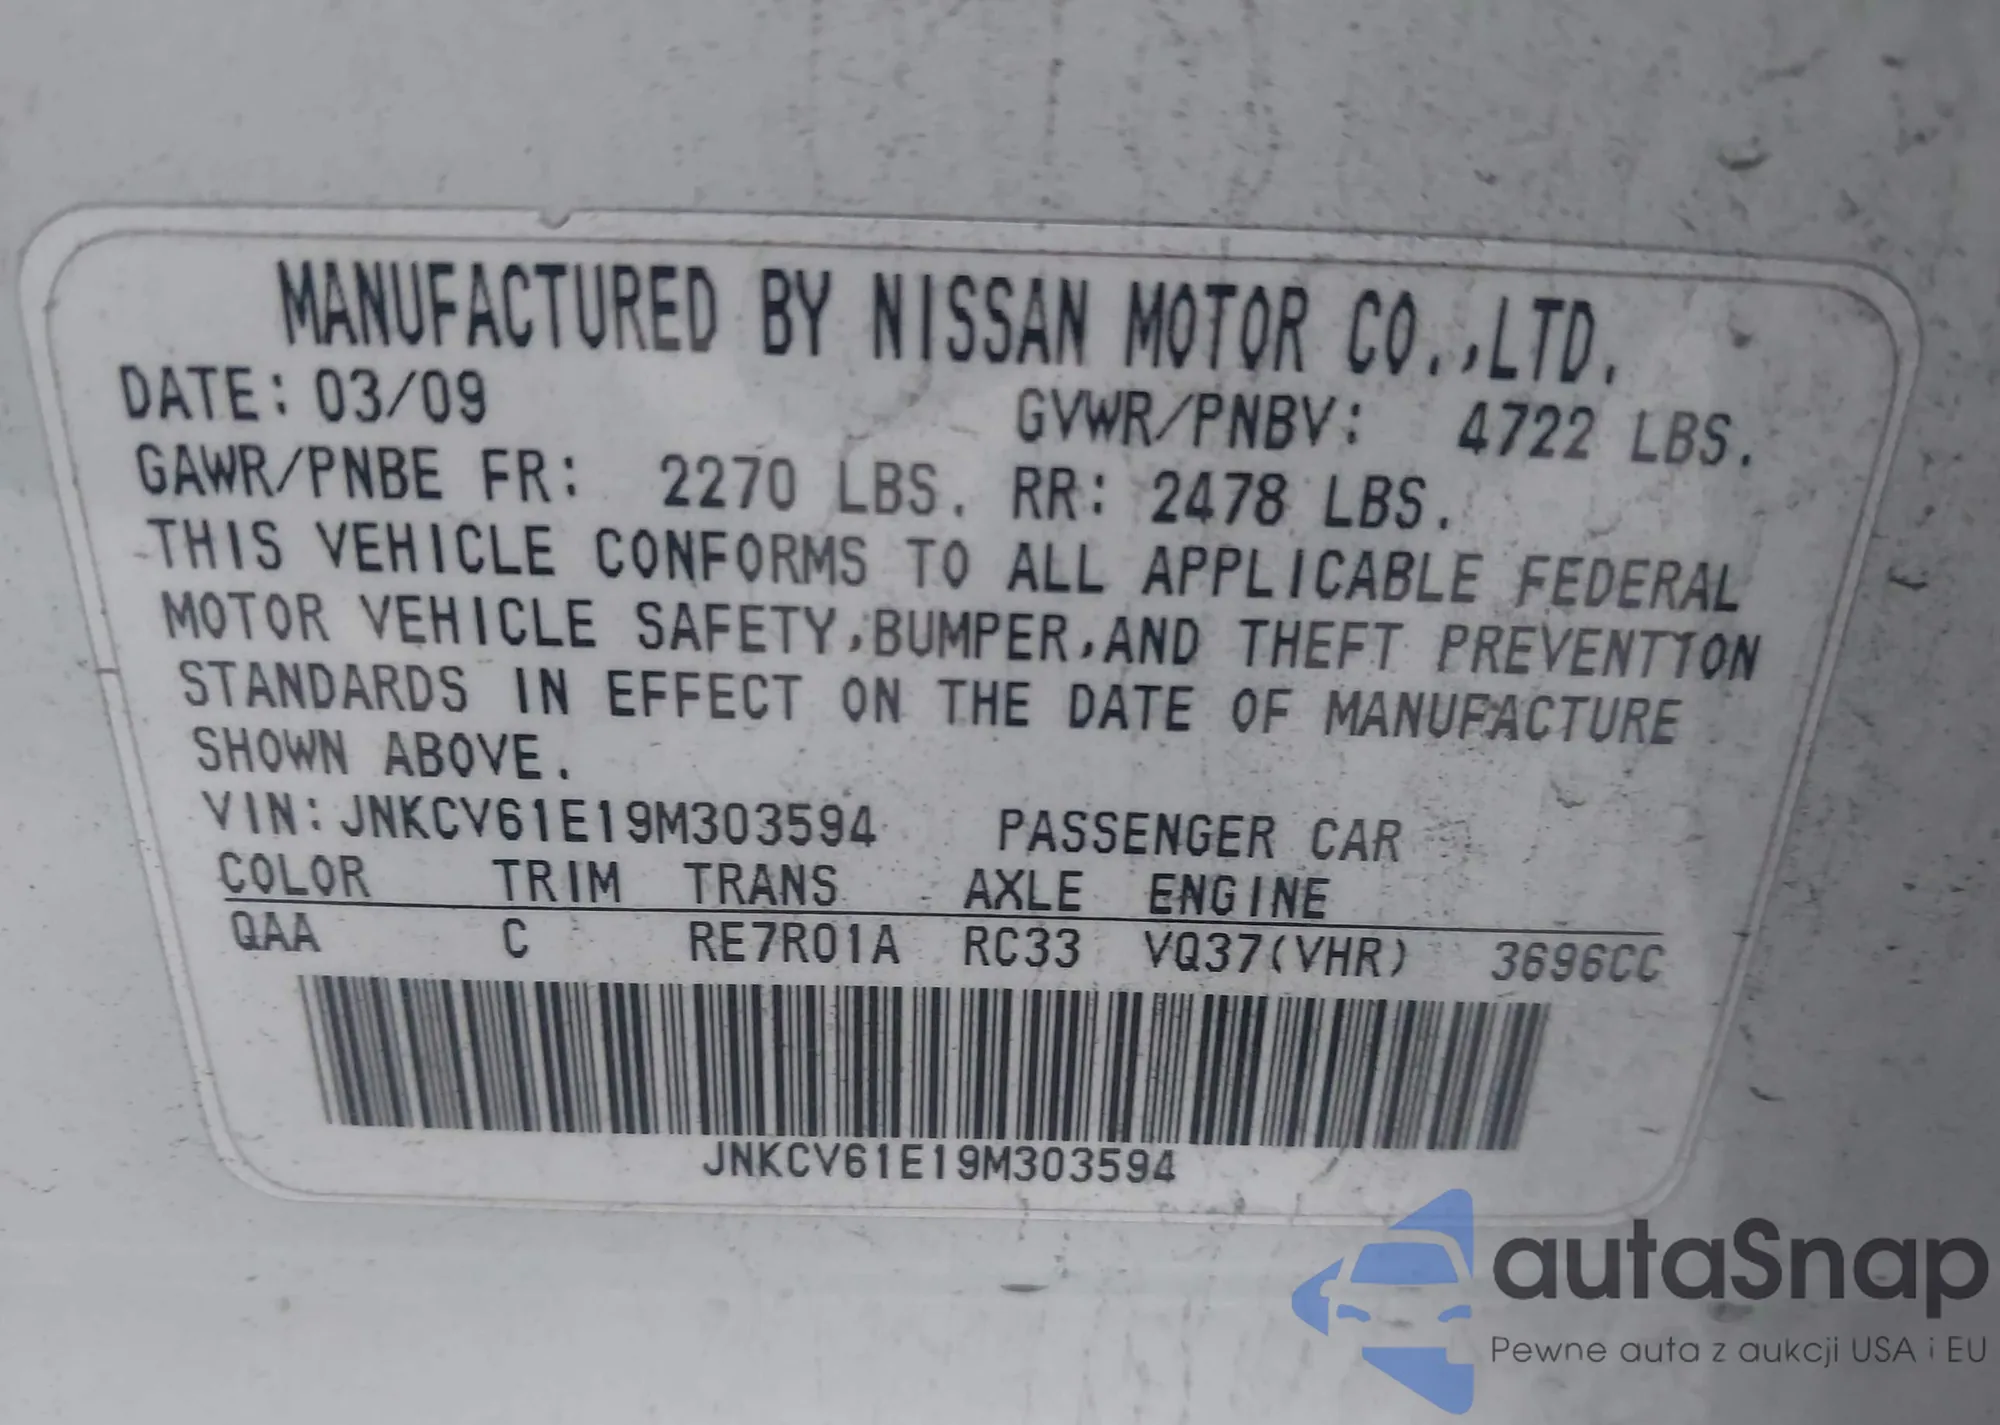 MANUFACTURED BY NISSAN MOTOR CO.,LTD.
DATE: 03/09 GVWR/PNBV: 4722 LBS.
GAWR/PNBE FR: 2270 LBS. RR: 2478 LBS.
THIS VEHICLE CONFORMS TO ALL APPLICABLE FEDERAL
MOTOR VEHICLE SAFETY,BUMPER,AND THEFT PREVENTION
STANDARDS IN EFFECT ON THE DATE OF MANUFACTURE
SHOWN ABOVE.
VIN: JNKCV61E19M303594 PASSENGER CAR
COLOR TRIM TRANS AXLE ENGINE
QAA C RE7R01A RC33 VQ37(VHR) 3696CC
JNKCV61E19M303594
autaSnap
Pewne auta z aukcji USA i EU